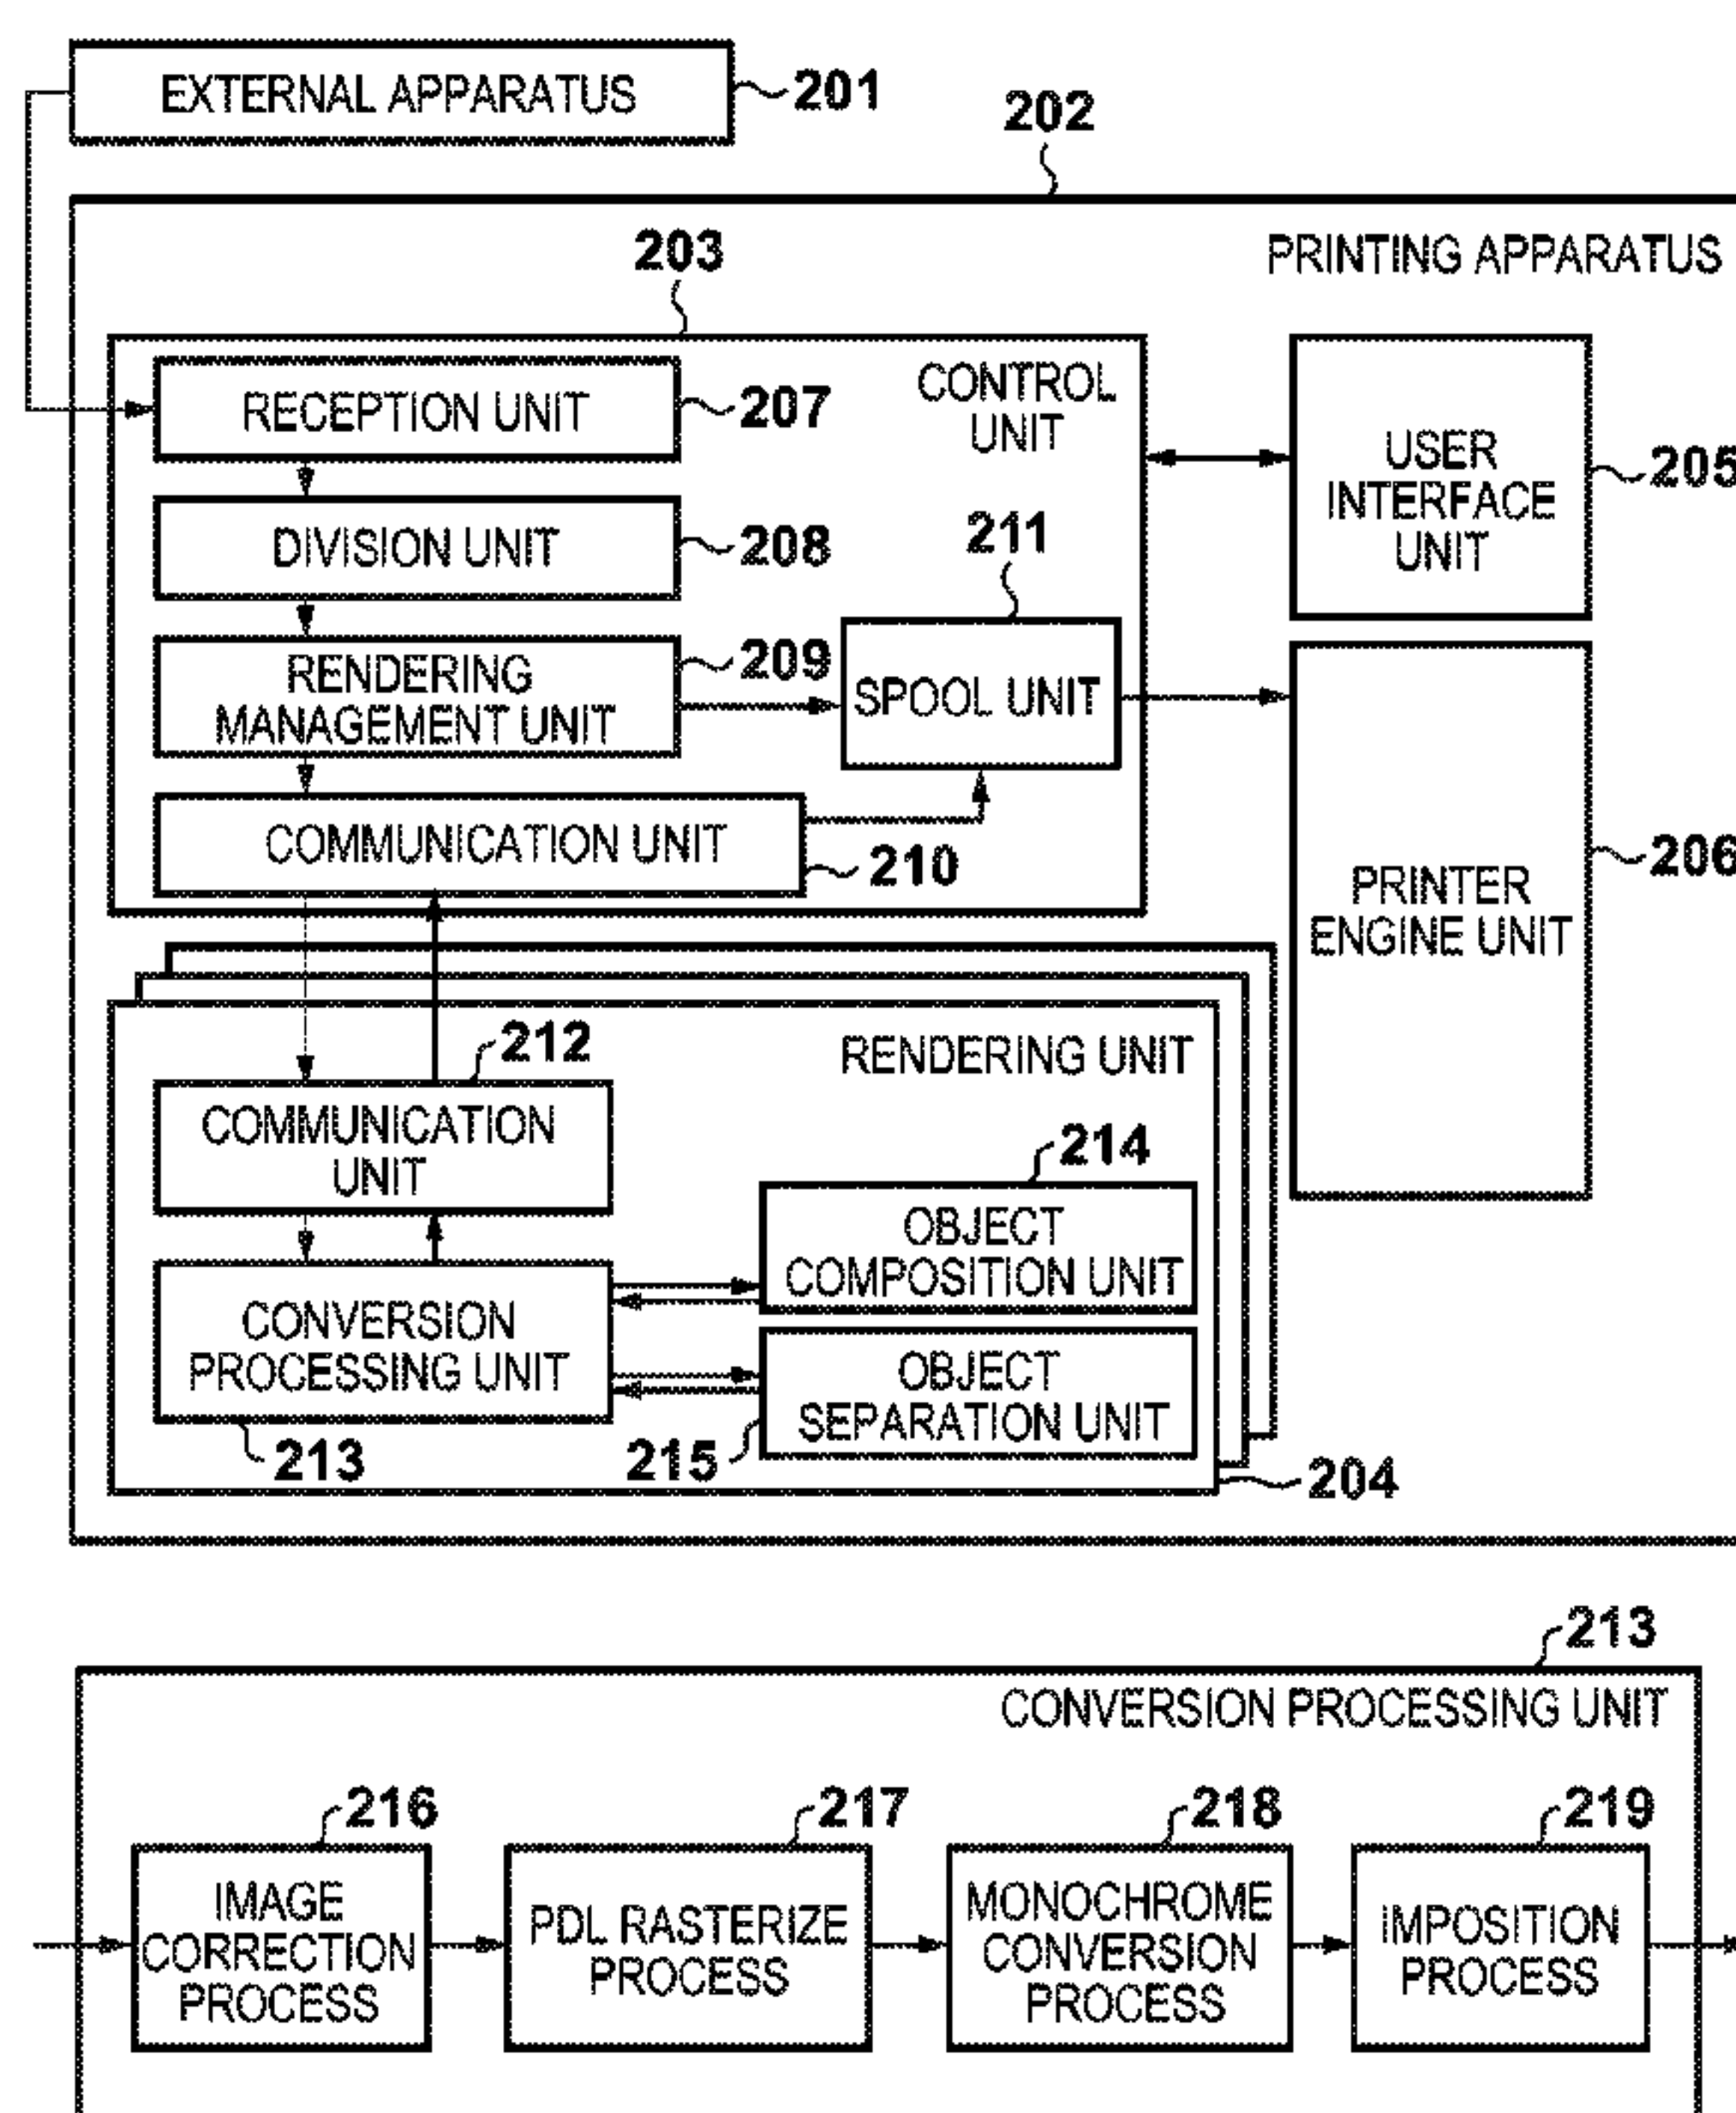 EXTERNAL APPARATUS
201
202
PRINTING APPARATUS
203
CONTROL
UNIT
RECEPTION UNIT
207
DIVISION UNIT
208
RENDERING
MANAGEMENT UNIT
209
211
SPOOL UNIT
COMMUNICATION UNIT
210
USER
INTERFACE
UNIT
205
PRINTER
ENGINE UNIT
206
RENDERING UNIT
212
COMMUNICATION
UNIT
214
OBJECT
COMPOSITION UNIT
CONVERSION
PROCESSING UNIT
213
OBJECT
SEPARATION UNIT
215
204
213
CONVERSION PROCESSING UNIT
216
IMAGE
CORRECTION
PROCESS
217
PDL RASTERIZE
PROCESS
218
MONOCHROME
CONVERSION
PROCESS
219
IMPOSITION
PROCESS